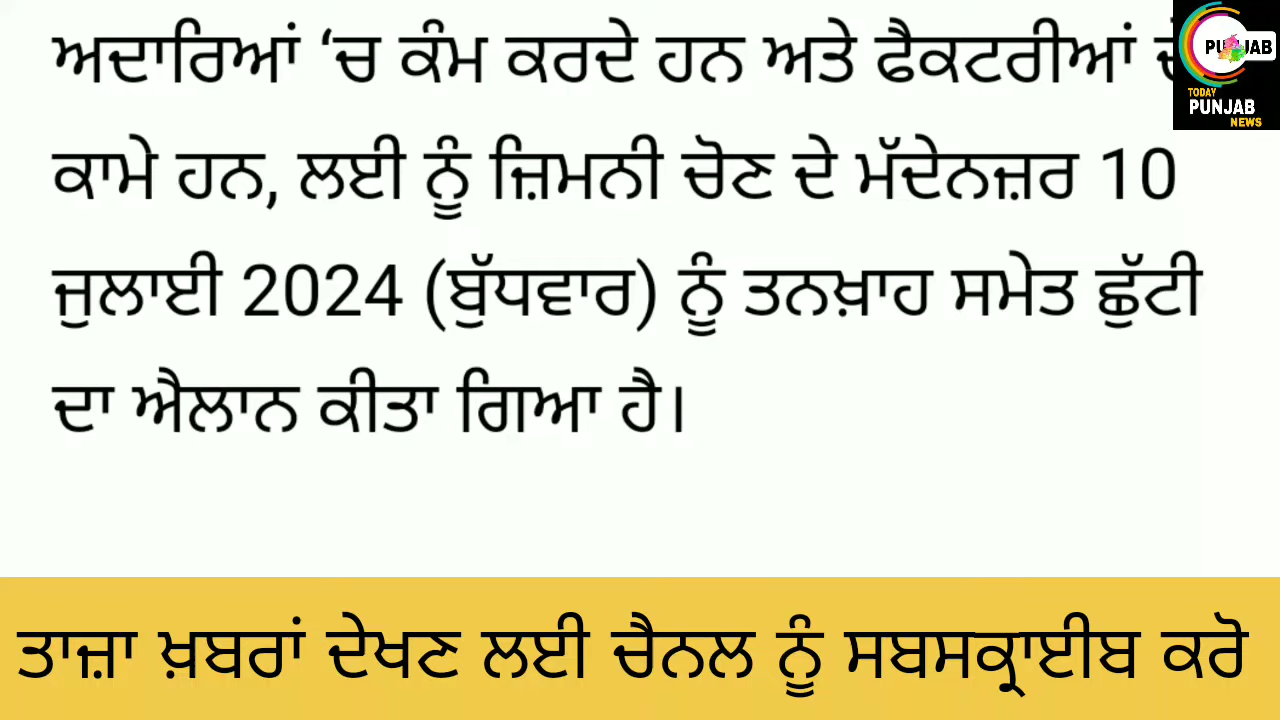 ਅਦਾਰਿਆਂ ‘ਚ ਕੰਮ ਕਰਦੇ ਹਨ ਅਤੇ ਫੈਕਟਰੀਆਂ
PUNJAB
TODAY
PUNJAB
NEWS
ਕਾਮੇ ਹਨ, ਲਈ ਨੂੰ ਜ਼ਿਮਨੀ ਚੋਣ ਦੇ ਮੱਦੇਨਜ਼ਰ 10
ਜੁਲਾਈ 2024 (ਬੁੱਧਵਾਰ) ਨੂੰ ਤਨਖ਼ਾਹ ਸਮੇਤ ਛੁੱਟੀ
ਦਾ ਐਲਾਨ ਕੀਤਾ ਗਿਆ ਹੈ।
ਤਾਜ਼ਾ ਖ਼ਬਰਾਂ ਦੇਖਣ ਲਈ ਚੈਨਲ ਨੂੰ ਸਬਸਕ੍ਰਾਈਬ ਕਰੋ